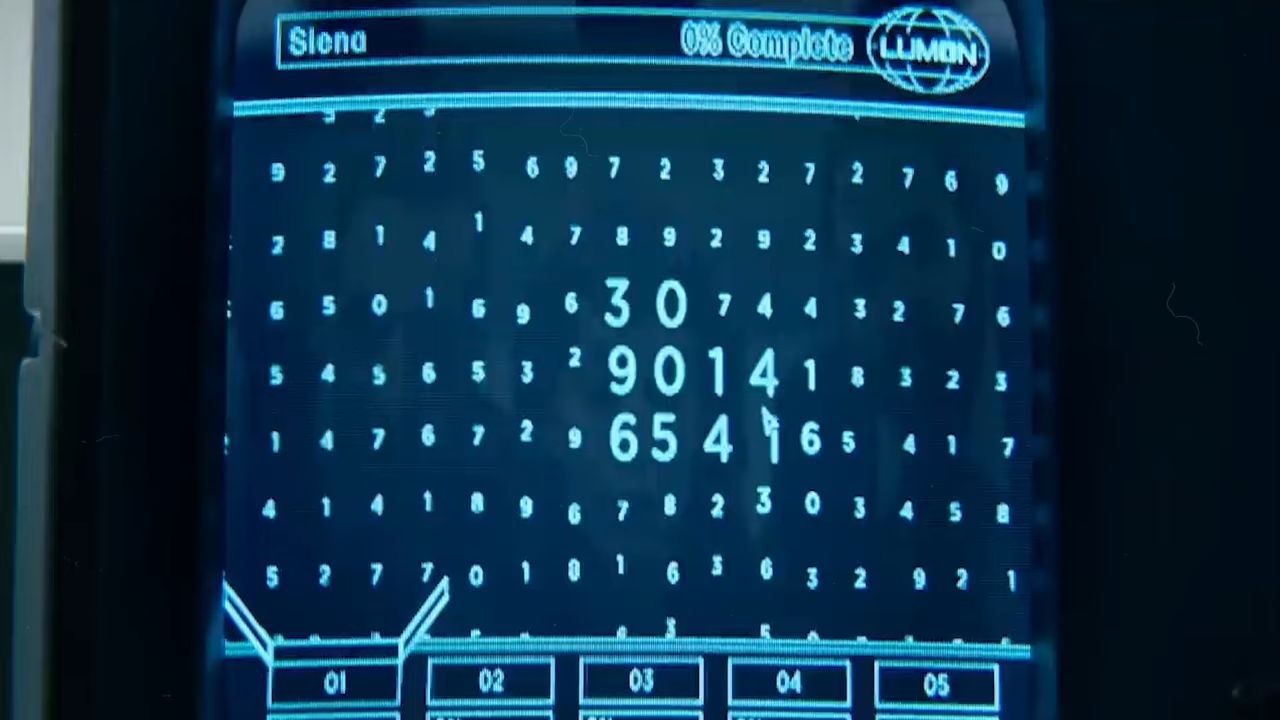 Siena 0% Complete LUMON
9 2 7 2 5 6 9 7 2 3 2 7 2 7 6 9
2 8 1 4 1 4 7 8 9 2 9 2 3 4 1 0
6 5 0 1 6 9 6 3 0 7 4 4 3 2 7 6
5 4 5 6 5 3 2 9 0 1 4 1 8 3 2 3
1 4 7 6 7 2 9 6 5 4 1 6 5 4 1 7
4 1 4 1 8 9 6 7 8 2 3 0 3 4 5 8
5 2 7 7 0 1 0 1 6 3 6 3 2 9 2 1
01 02 03 04 05